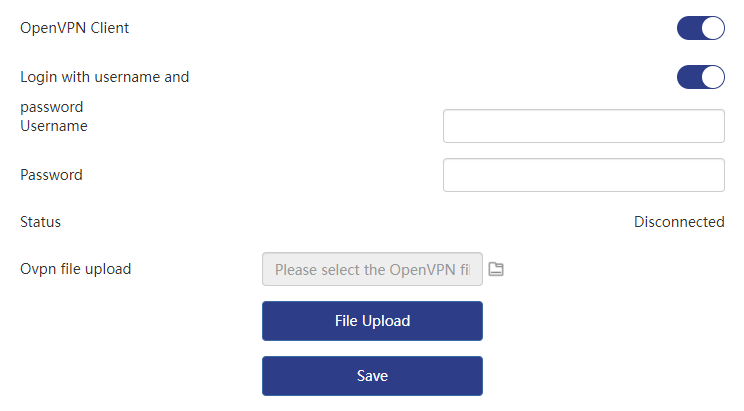 OpenVPN Client
Login with username and
password
Username
Password
Status
Disconnected
Ovpn file upload
Please select the OpenVPN fi
File Upload
Save